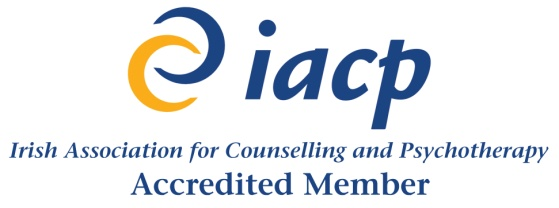 iacp
Irish Association for Counselling and Psychotherapy
Accredited Member